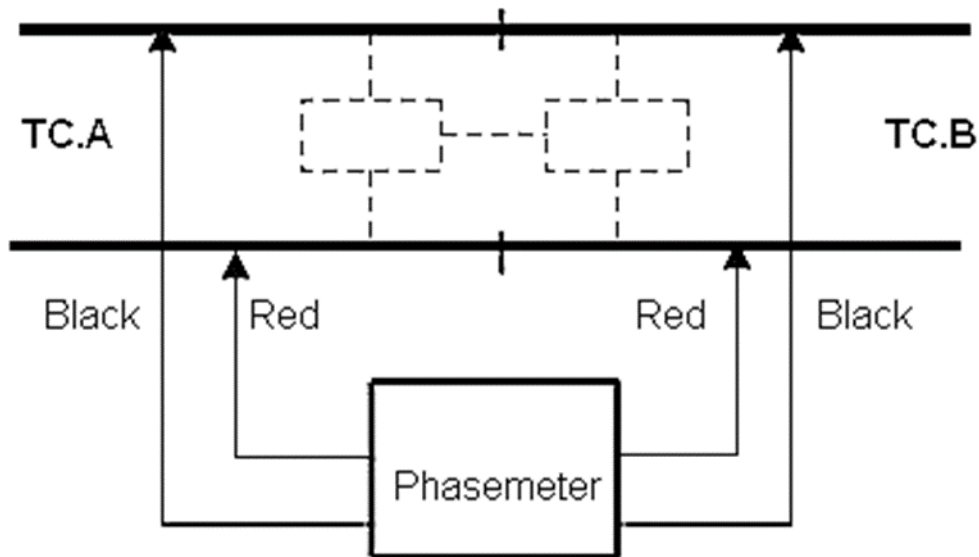 TC.A
TC.B
Black
Red
Red
Black
Phasemeter